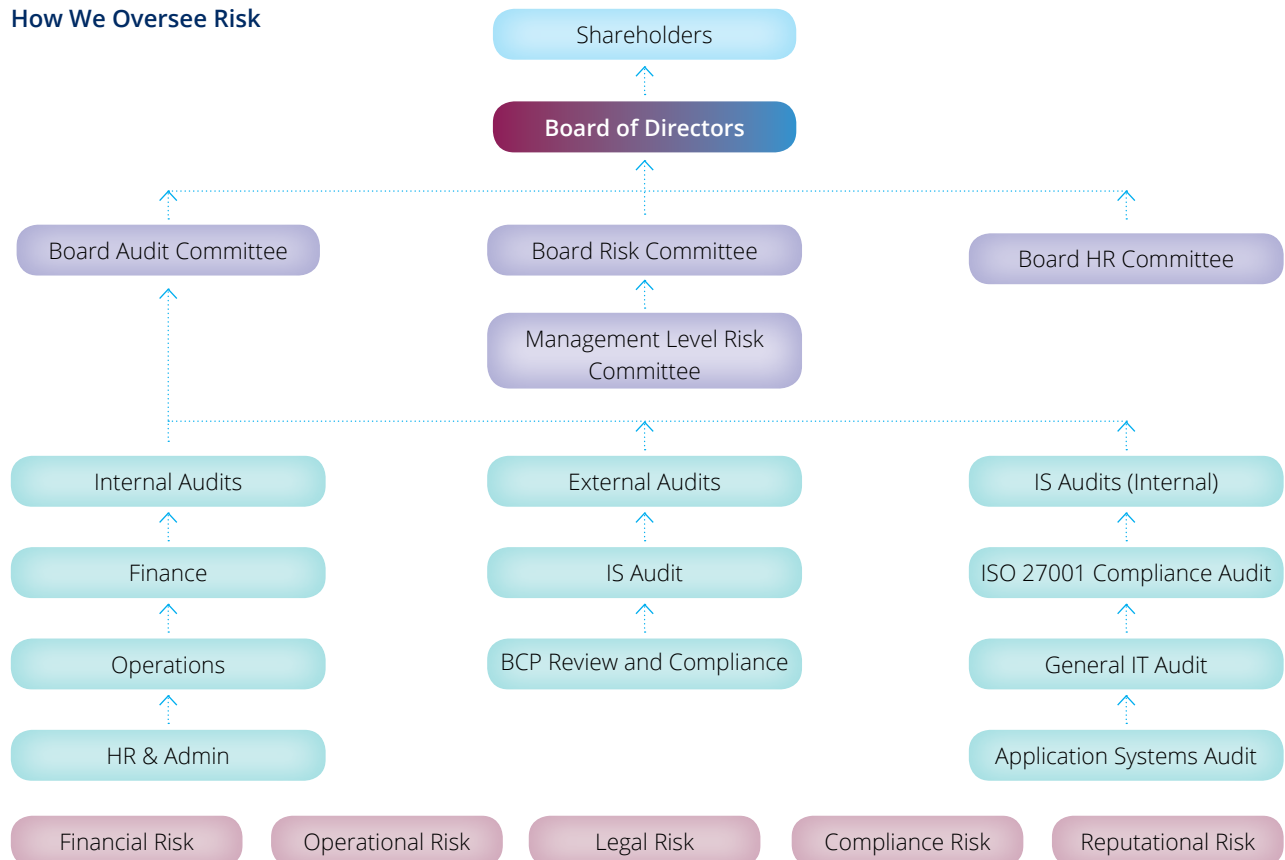 How We Oversee Risk
Shareholders
Board of Directors
Board Audit Committee
Board Risk Committee
Board HR Committee
Management Level Risk
Committee
Internal Audits
External Audits
IS Audits (Internal)
Finance
IS Audit
ISO 27001 Compliance Audit
Operations
BCP Review and Compliance
General IT Audit
HR & Admin
Application Systems Audit
Financial Risk
Operational Risk
Legal Risk
Compliance Risk
Reputational Risk